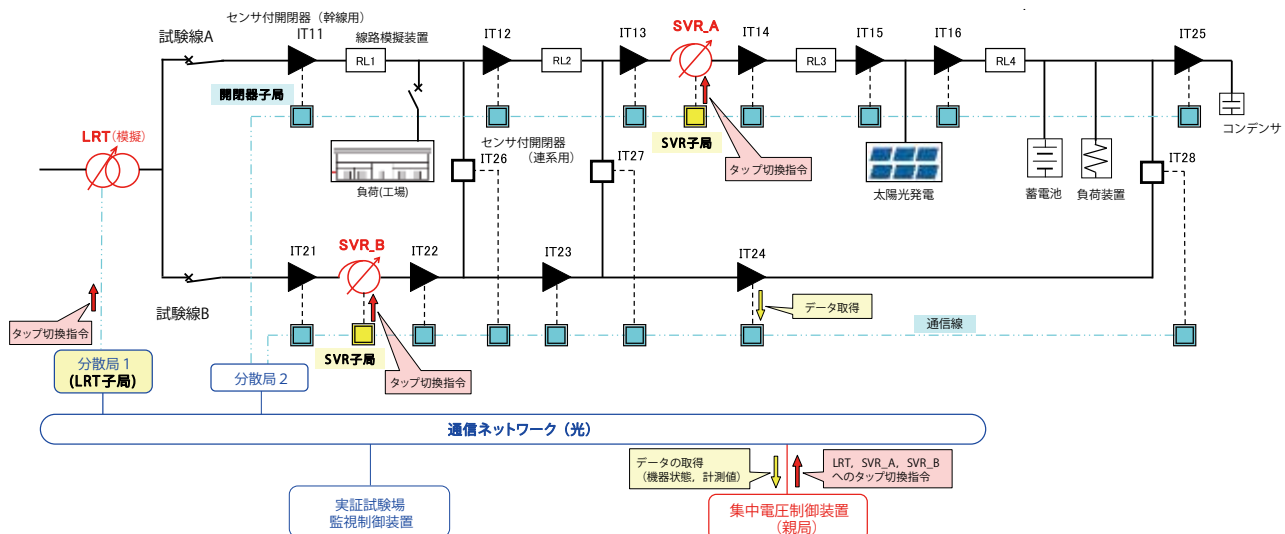 センサ付開閉器（幹線用）
試験線A
IT11
線路模擬装置
RL1
IT12
RL2
IT13
SVR_A
IT14
RL3
IT15
IT16
RL4
IT25
開閉器子局
コンデンサ
LRT(模擬)
SVR子局
タップ切換指令
センサ付開閉器
（連系用）
IT26
IT27
IT28
負荷(工場)
太陽光発電
蓄電池
負荷装置
IT21
SVR_B
IT22
IT23
IT24
試験線B
データ取得
タップ切換指令
通信線
SVR子局
タップ切換指令
分散局1
(LRT子局)
分散局2
通信ネットワーク（光）
データの取得
（機器状態，計測値）
LRT，SVR_A，SVR_B
へのタップ切換指令
実証試験場
監視制御装置
集中電圧制御装置
（親局）